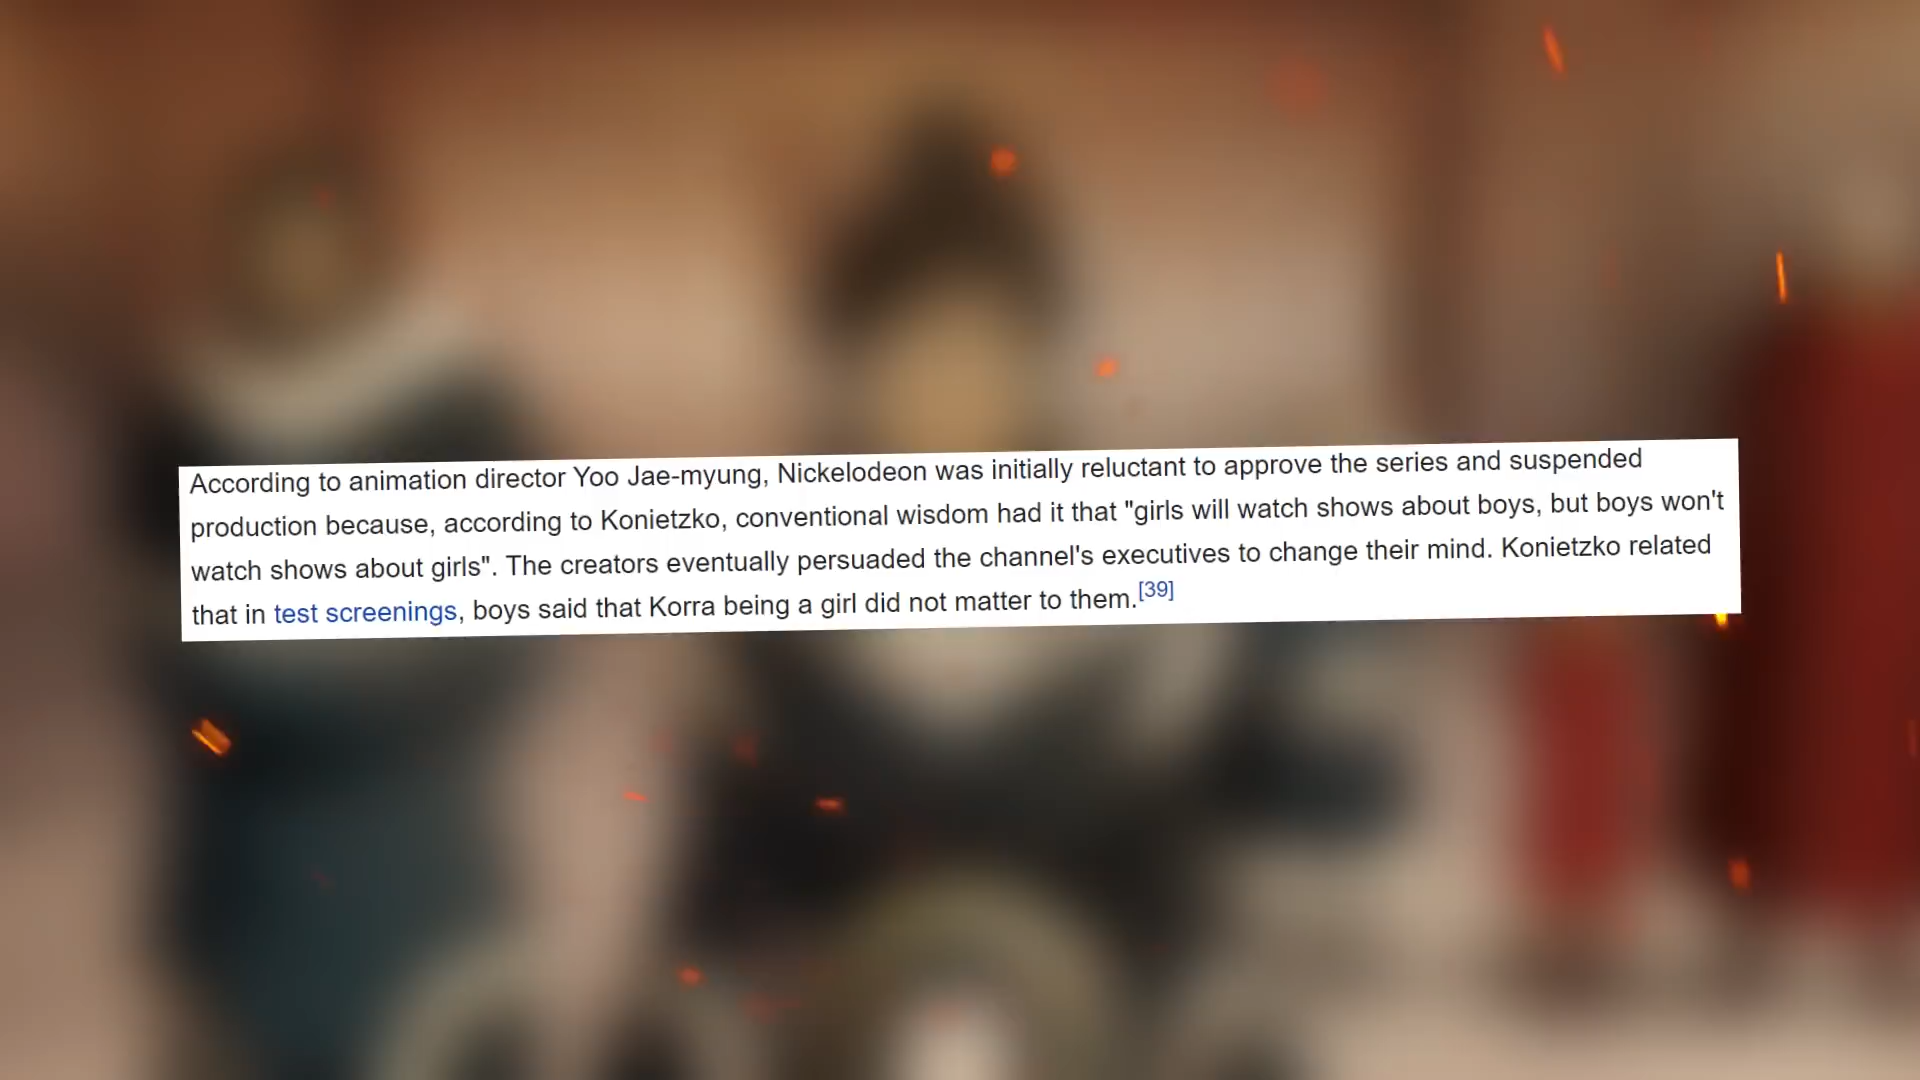 According to animation director Yoo Jae-myung, Nickelodeon was initially reluctant to approve the series and suspended
production because, according to Konietzko, conventional wisdom had it that "girls will watch shows about boys, but boys won't
watch shows about girls". The creators eventually persuaded the channel's executives to change their mind. Konietzko related
that in test screenings, boys said that Korra being a girl did not matter to them.[39]